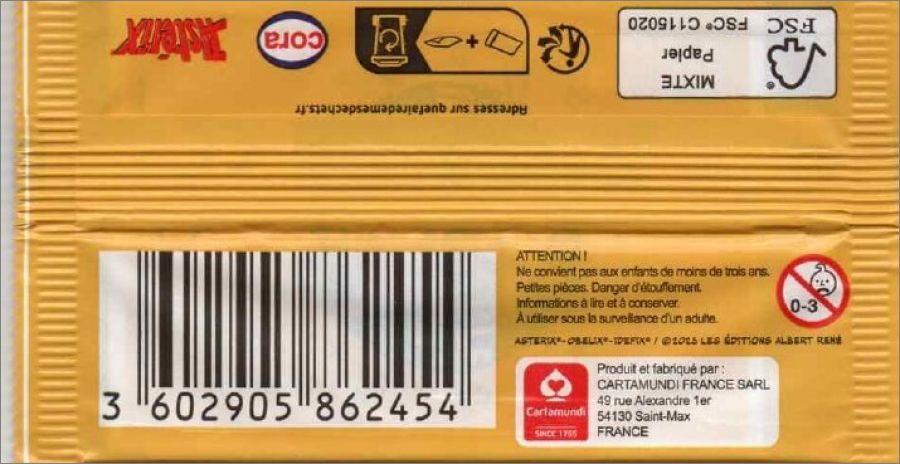 Astérix
cora
FSC
FSC® C115020
MIXTE
Papier
Adresses sur quefairedemesdechets.fr
ATTENTION !
Ne convient pas aux enfants de moins de trois ans.
Petites pièces. Danger d'étouffement.
Informations à lire et à conserver.
À utiliser sous la surveillance d'un adulte.
0-3
ASTERIX®-OBELIX®-IDEFIX® / ©2025 LES ÉDITIONS ALBERT RENÉ
3 602905 862454
Cartamundi
SINCE 1765
Produit et fabriqué par :
CARTAMUNDI FRANCE SARL
49 rue Alexandre 1er
54130 Saint-Max
FRANCE